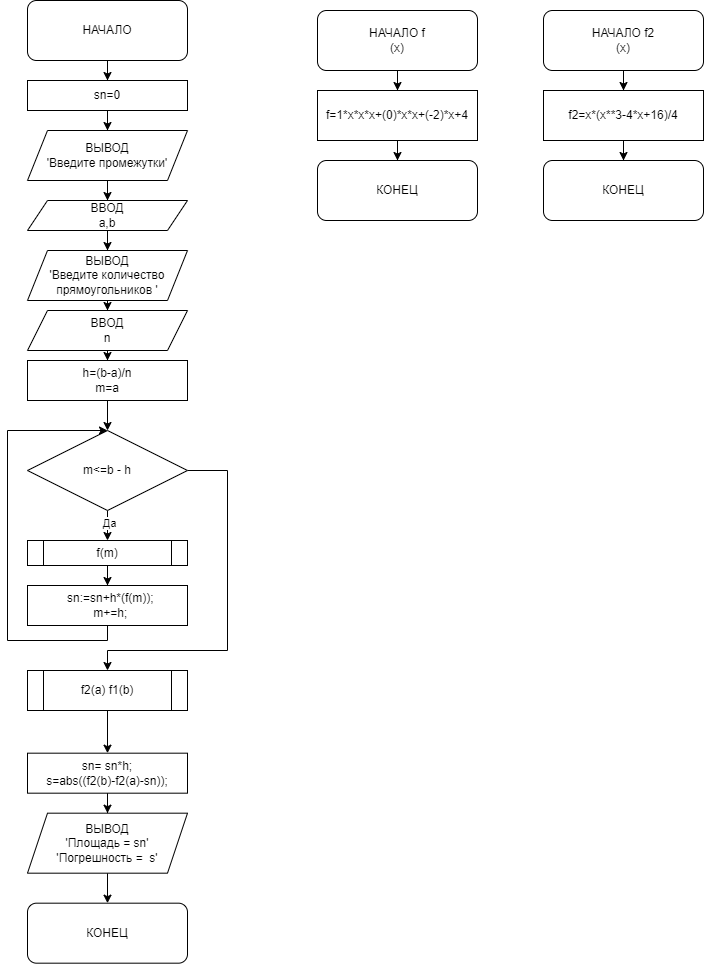 НАЧАЛО
sn=0
ВЫВОД
'Введите промежутки'
ВВОД
a,b
ВЫВОД
'Введите количество
прямоугольников '
ВВОД
n
h=(b-a)/n
m=a
m<=b - h
Да
f(m)
sn:=sn+h*(f(m));
m+=h;
f2(a) f1(b)
sn= sn*h;
s=abs((f2(b)-f2(a)-sn));
ВЫВОД
'Площадь = sn'
'Погрешность =  s'
КОНЕЦ
НАЧАЛО f
(x)
f=1*x*x*x+(0)*x*x+(-2)*x+4
КОНЕЦ
НАЧАЛО f2
(x)
f2=x*(x**3-4*x+16)/4
КОНЕЦ